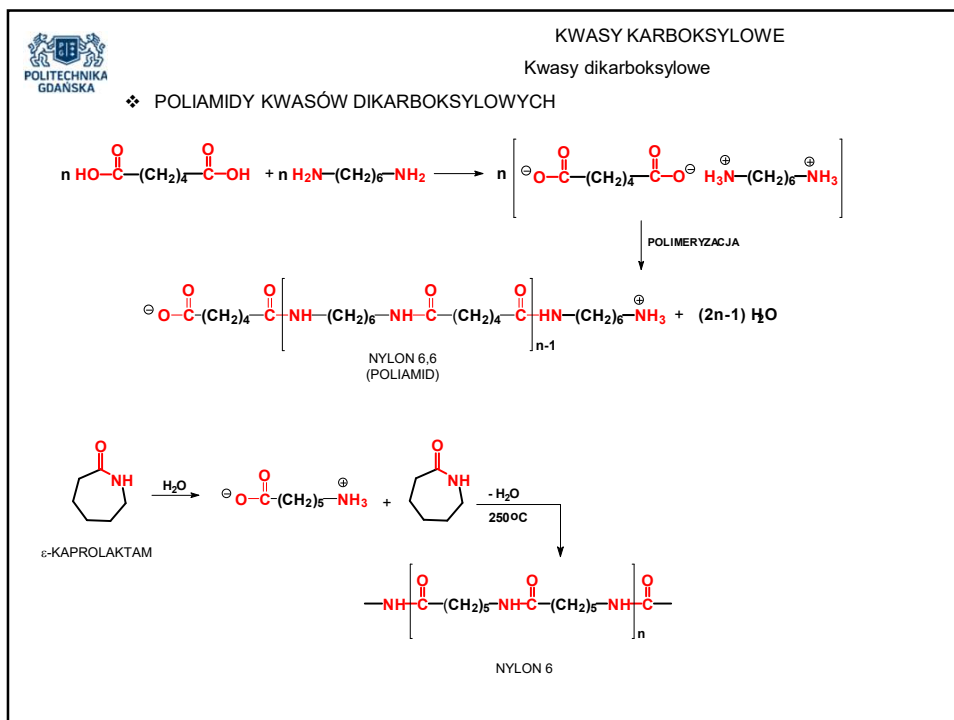 KWASY KARBOKSYLOWE
POLITECHNIKA
GDAŃSKA
Kwasy dikarboksylowe
❖ POLIAMIDY KWASÓW DIKARBOKSYLOWYCH
n HO-C(=O)-(CH₂)₄-C(=O)-OH + n H₂N-(CH₂)₆-NH₂ → n [⊖O-C(=O)-(CH₂)₄-C(=O)-O⊖ H₃N⊕-(CH₂)₆-NH₃⊕]
POLIMERYZACJA
⊖O-C(=O)-(CH₂)₄-C(=O)-[NH-(CH₂)₆-NH-C(=O)-(CH₂)₄-C(=O)]n-1-HN-(CH₂)₆-NH₃⊕ + (2n-1) H₂O
NYLON 6,6
(POLIAMID)
O NH H₂O ⊖O-C(=O)-(CH₂)₅-NH₃⊕ + O NH - H₂O
250°C
ε-KAPROLAKTAM
-NH-[C(=O)-(CH₂)₅-NH-C(=O)-(CH₂)₅-NH]n-C(=O)-
NYLON 6